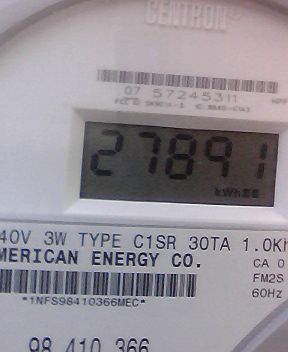 CENTRON
07 57245311
27891
kWh
40V 3W TYPE C1SR 30TA 1.0Kh
MERICAN ENERGY CO.
CA 0
FM2S
60Hz
*1NFS98410366MEC*
98 410 366